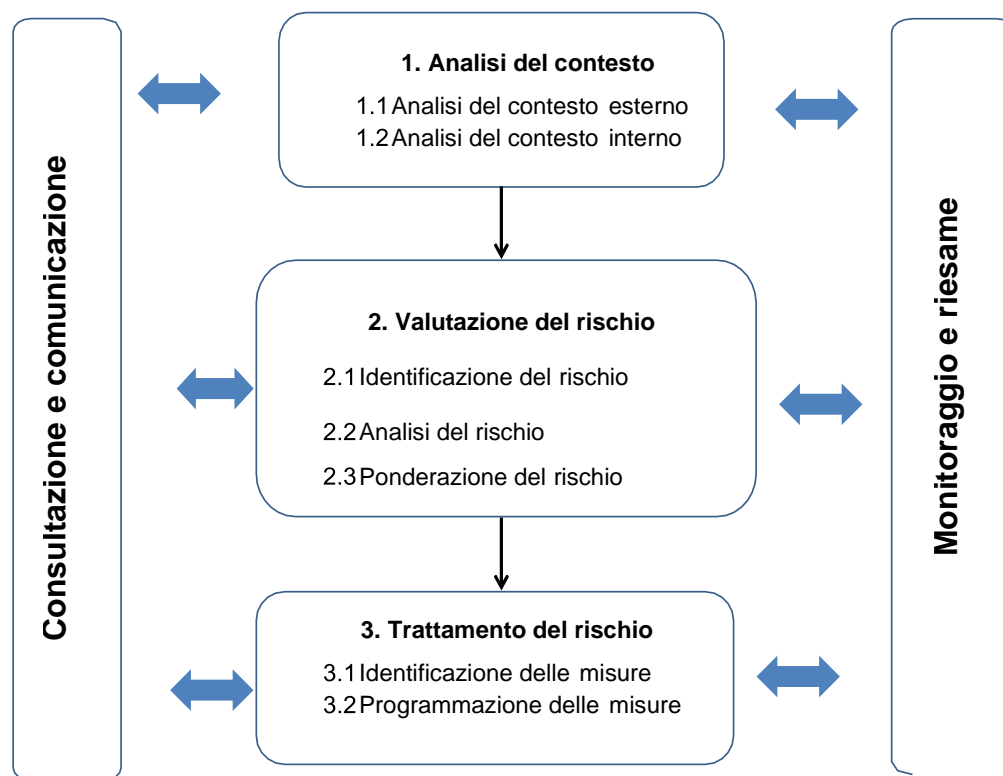 Consultazione e comunicazione
1. Analisi del contesto
1.1 Analisi del contesto esterno
1.2 Analisi del contesto interno
2. Valutazione del rischio
2.1 Identificazione del rischio
2.2 Analisi del rischio
2.3 Ponderazione del rischio
3. Trattamento del rischio
3.1 Identificazione delle misure
3.2 Programmazione delle misure
Monitoraggio e riesame